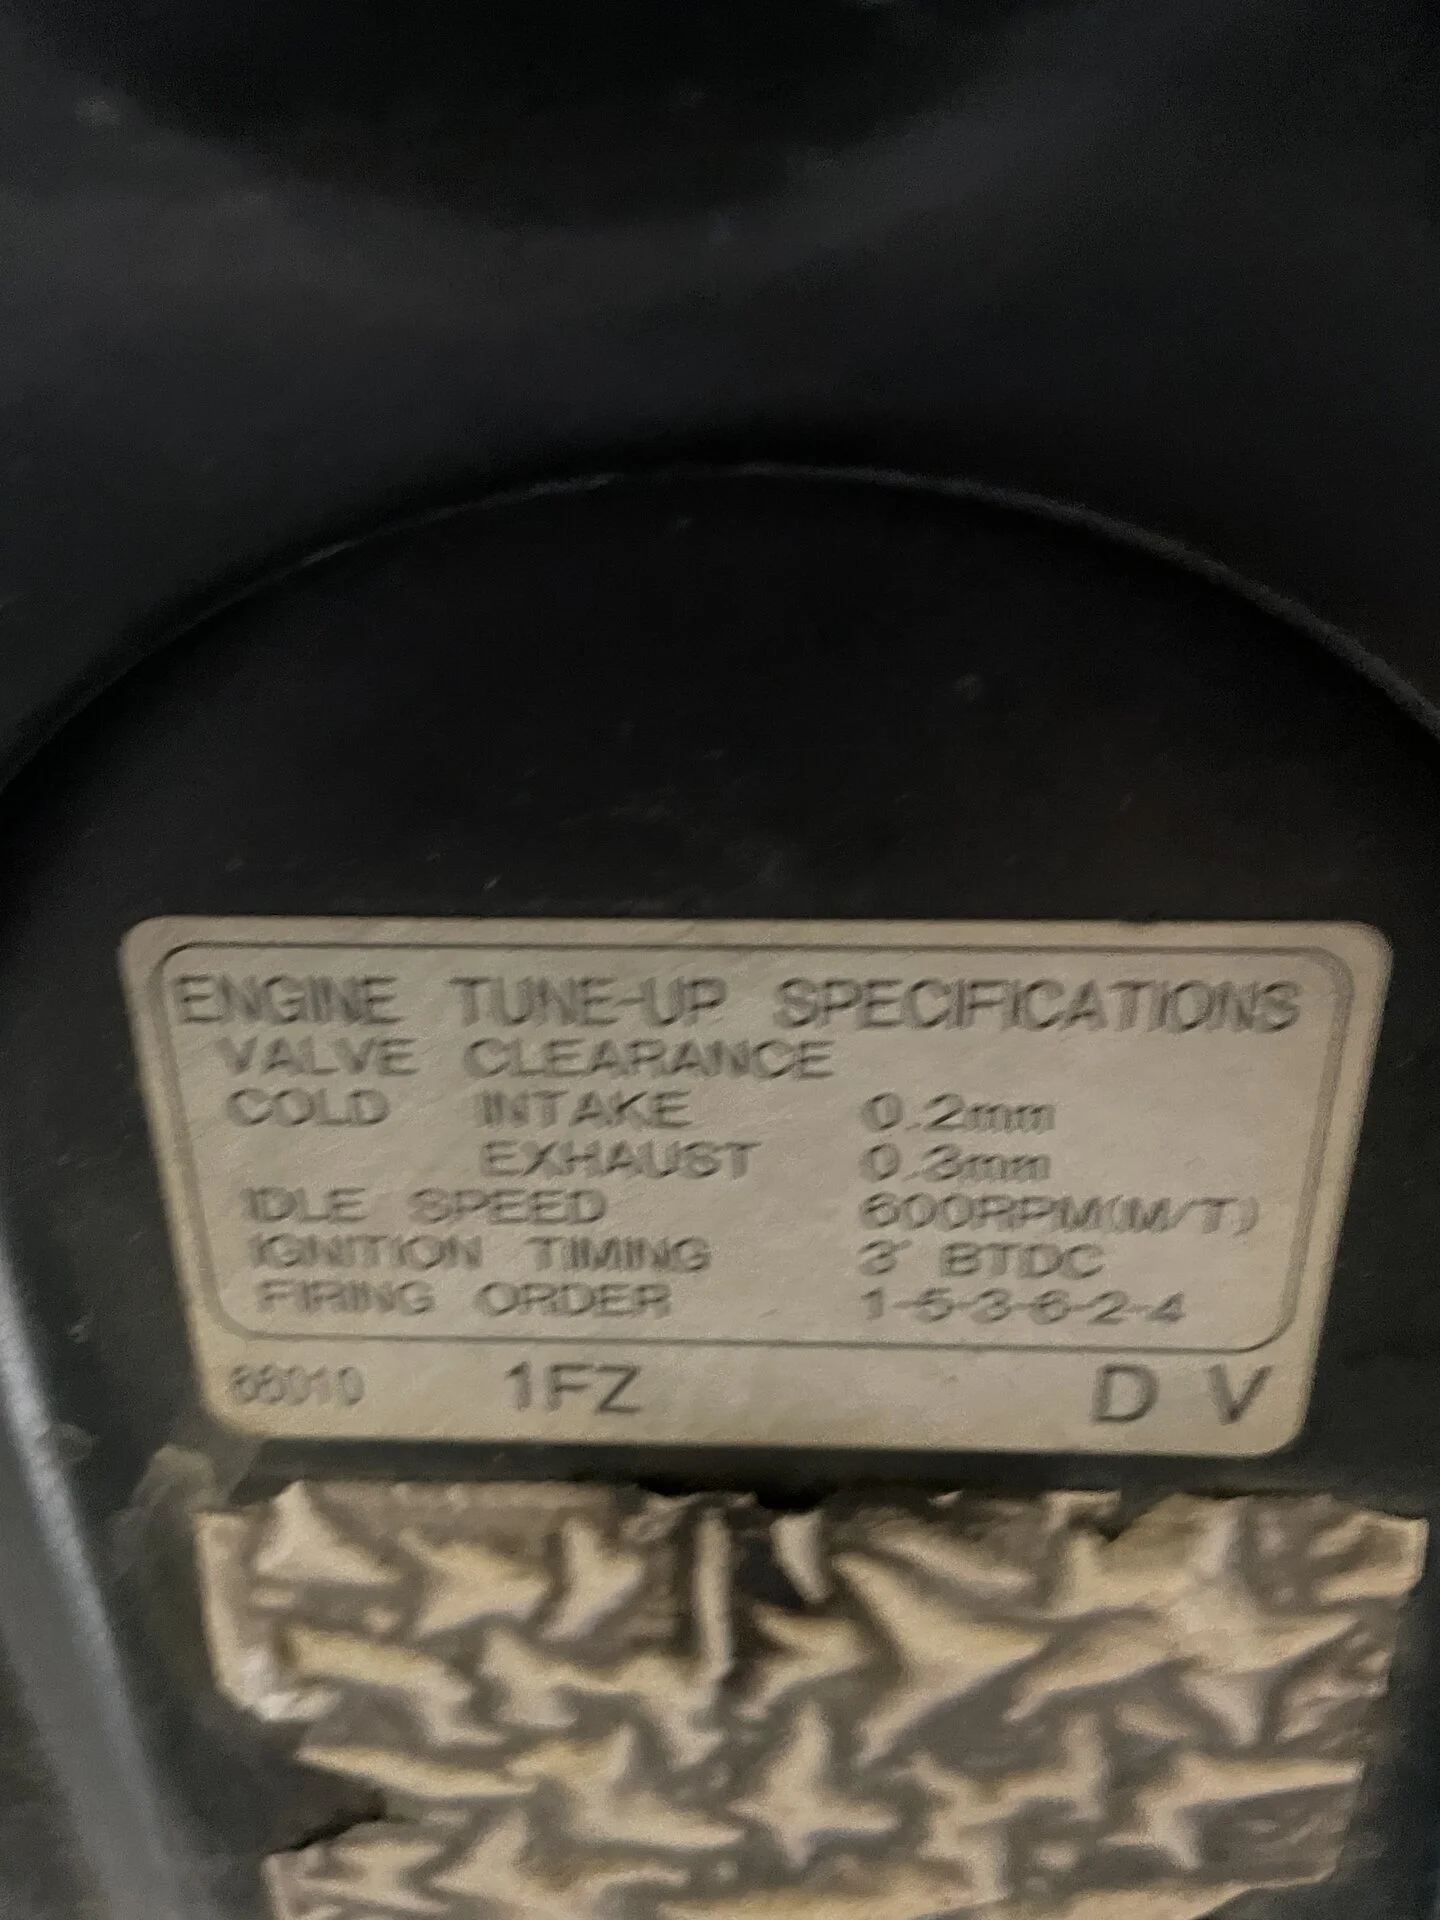 ENGINE TUNE-UP SPECIFICATIONS
VALVE CLEARANCE
COLD INTAKE 0.2mm
EXHAUST 0.3mm
IDLE SPEED 600RPM(M/T)
IGNITION TIMING 3° BTDC
FIRING ORDER 1-5-3-6-2-4
66010 1FZ D V